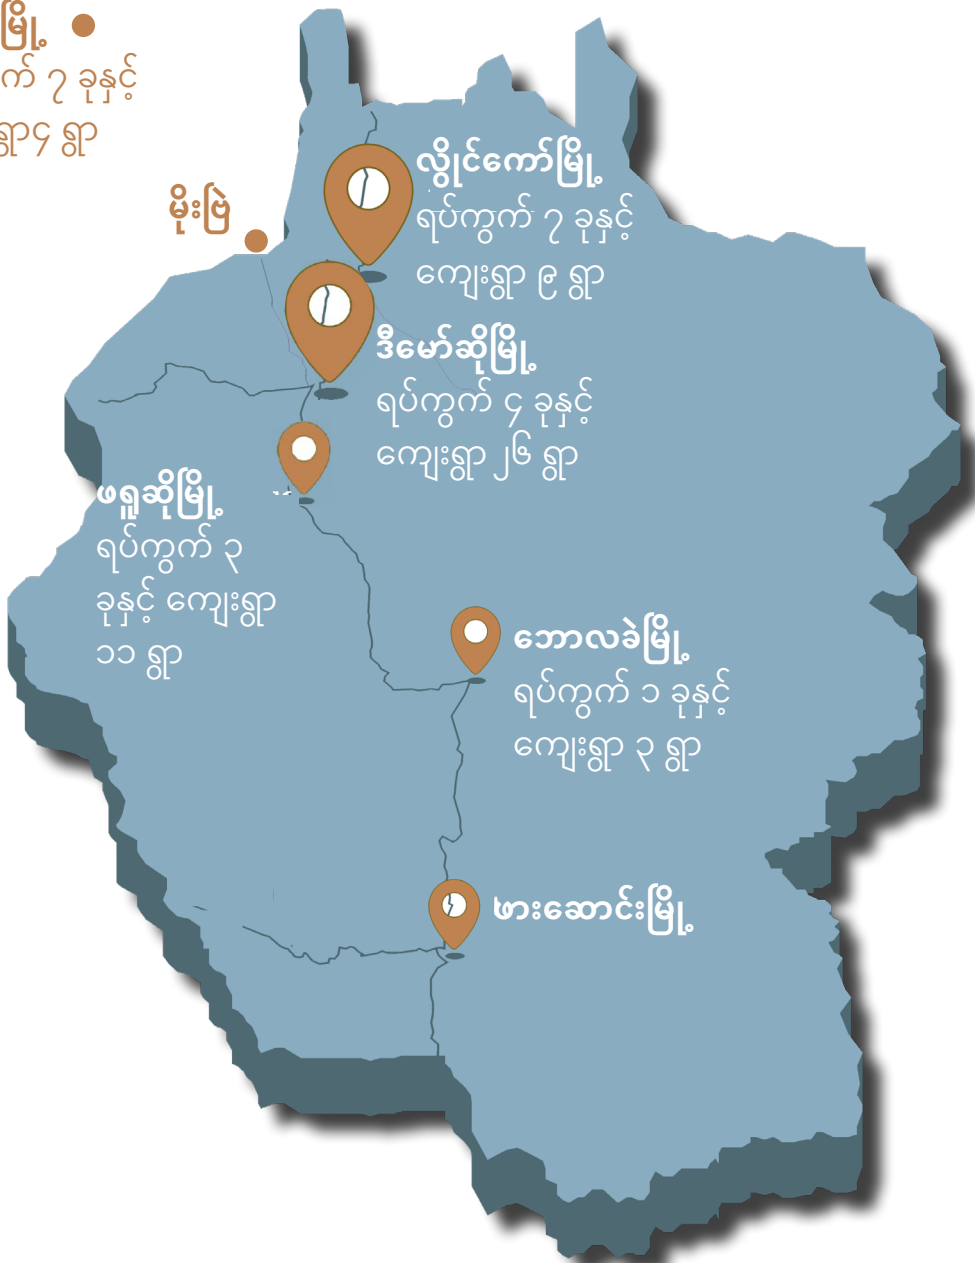 မြို့
၇ ခုနှင့်
ရွာ၄ ရွာ
မိုးဗြဲ
လွိုင်ကော်မြို့
ရပ်ကွက် ၇ ခုနှင့်
ကျေးရွာ ၉ ရွာ
ဒီမော်ဆိုမြို့
ရပ်ကွက် ၄ ခုနှင့်
ကျေးရွာ ၂၆ ရွာ
ဖရူဆိုမြို့
ရပ်ကွက် ၃
ခုနှင့် ကျေးရွာ
၁၁ ရွာ
ဘောလခဲမြို့
ရပ်ကွက် ၁ ခုနှင့်
ကျေးရွာ ၃ ရွာ
ဖားဆောင်းမြို့